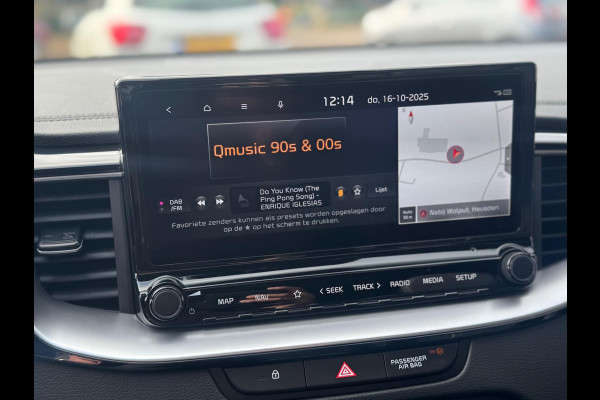 12:14 do, 16-10-2025
Qmusic 90s & 00s
DAB
/FM
Do You Know (The
Ping Pong Song) -
ENRIQUE IGLESIAS
Lijst
Favoriete zenders kunnen als presets worden opgeslagen door
op de ★ op het scherm te drukken.
Auto
Nabij Wolput, Heusden
MAP NAV ☆ < SEEK TRACK > RADIO MEDIA SETUP
PASSENGER
AIR BAG